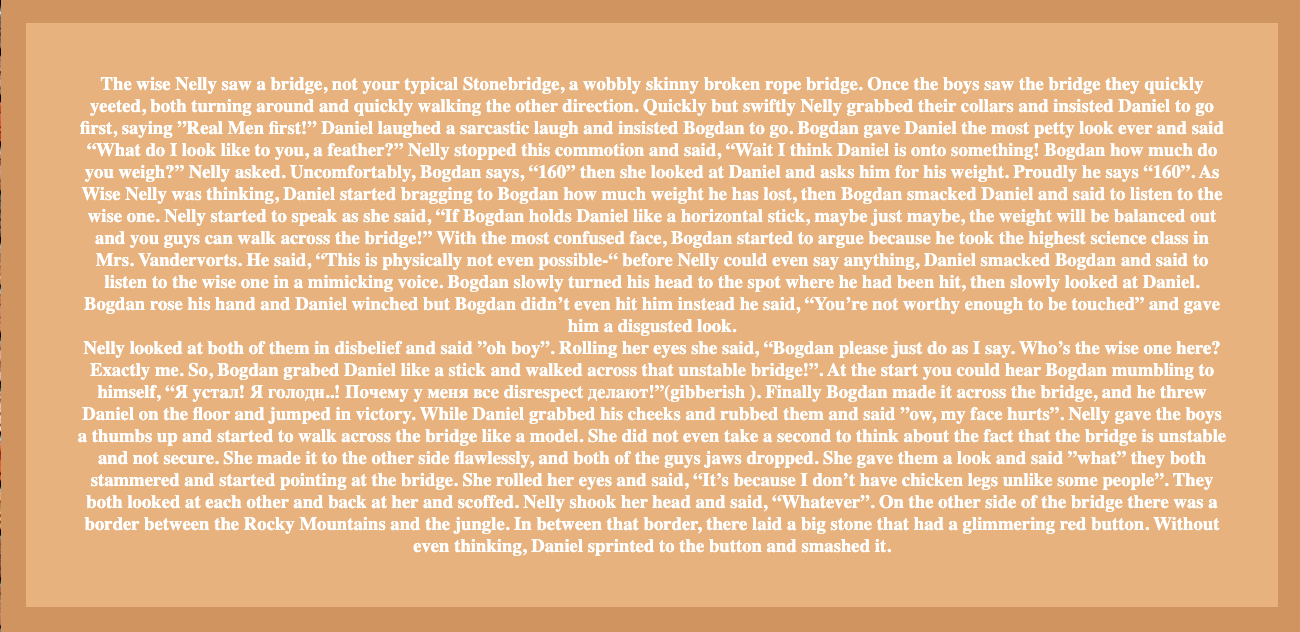 The wise Nelly saw a bridge, not your typical Stonebridge, a wobbly skinny broken rope bridge. Once the boys saw the bridge they quickly
yeeted, both turning around and quickly walking the other direction. Quickly but swiftly Nelly grabbed their collars and insisted Daniel to go
first, saying ”Real Men first!” Daniel laughed a sarcastic laugh and insisted Bogdan to go. Bogdan gave Daniel the most petty look ever and said
“What do I look like to you, a feather?” Nelly stopped this commotion and said, “Wait I think Daniel is onto something! Bogdan how much do
you weigh?” Nelly asked. Uncomfortably, Bogdan says, “160” then she looked at Daniel and asks him for his weight. Proudly he says “160”. As
Wise Nelly was thinking, Daniel started bragging to Bogdan how much weight he has lost, then Bogdan smacked Daniel and said to listen to the
wise one. Nelly started to speak as she said, “If Bogdan holds Daniel like a horizontal stick, maybe just maybe, the weight will be balanced out
and you guys can walk across the bridge!” With the most confused face, Bogdan started to argue because he took the highest science class in
Mrs. Vandervorts. He said, “This is physically not even possible-“ before Nelly could even say anything, Daniel smacked Bogdan and said to
listen to the wise one in a mimicking voice. Bogdan slowly turned his head to the spot where he had been hit, then slowly looked at Daniel.
Bogdan rose his hand and Daniel winched but Bogdan didn’t even hit him instead he said, “You’re not worthy enough to be touched” and gave
him a disgusted look.
Nelly looked at both of them in disbelief and said ”oh boy”. Rolling her eyes she said, “Bogdan please just do as I say. Who’s the wise one here?
Exactly me. So, Bogdan grabed Daniel like a stick and walked across that unstable bridge!”. At the start you could hear Bogdan mumbling to
himself, “Я устал! Я голодн..! Почему у меня все disrespect делают!”(gibberish ). Finally Bogdan made it across the bridge, and he threw
Daniel on the floor and jumped in victory. While Daniel grabbed his cheeks and rubbed them and said ”ow, my face hurts”. Nelly gave the boys
a thumbs up and started to walk across the bridge like a model. She did not even take a second to think about the fact that the bridge is unstable
and not secure. She made it to the other side flawlessly, and both of the guys jaws dropped. She gave them a look and said ”what” they both
stammered and started pointing at the bridge. She rolled her eyes and said, “It’s because I don’t have chicken legs unlike some people”. They
both looked at each other and back at her and scoffed. Nelly shook her head and said, “Whatever”. On the other side of the bridge there was a
border between the Rocky Mountains and the jungle. In between that border, there laid a big stone that had a glimmering red button. Without
even thinking, Daniel sprinted to the button and smashed it.